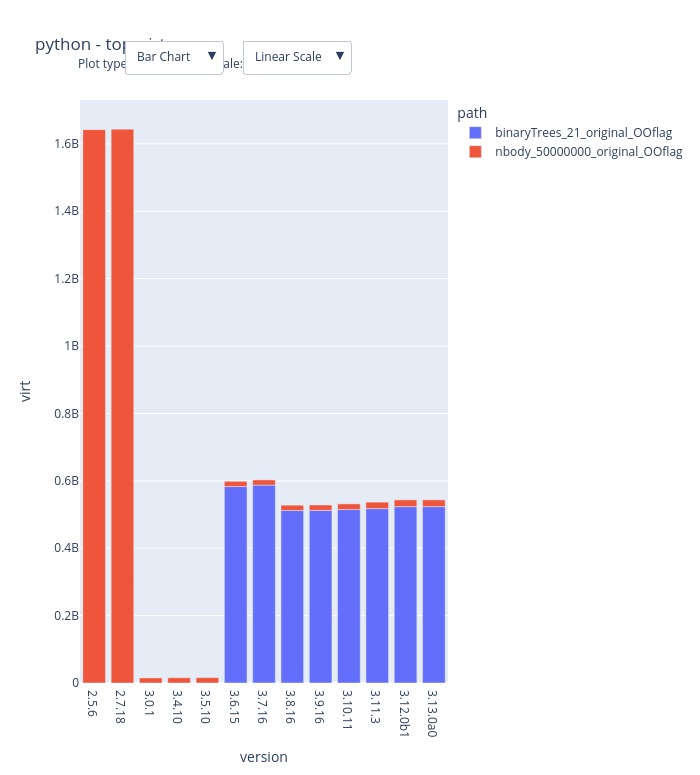 python - top
Plot type
Bar Chart ▼
Linear Scale ▼
path
binaryTrees_21_original_OOflag
nbody_50000000_original_OOflag
1.6B
1.4B
1.2B
1B
0.8B
0.6B
0.4B
0.2B
0
virt
2.5.6
2.7.18
3.0.1
3.4.10
3.5.10
3.6.15
3.7.16
3.8.16
3.9.16
3.10.11
3.11.3
3.12.0b1
3.13.0a0
version